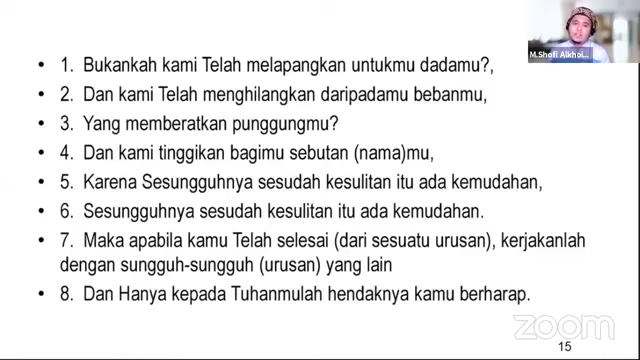 M.Shofi Alkhoi...
• 1. Bukankah kami Telah melapangkan untukmu dadamu?,
• 2. Dan kami Telah menghilangkan daripadamu bebanmu,
• 3. Yang memberatkan punggungmu?
• 4. Dan kami tinggikan bagimu sebutan (nama)mu,
• 5. Karena Sesungguhnya sesudah kesulitan itu ada kemudahan,
• 6. Sesungguhnya sesudah kesulitan itu ada kemudahan.
• 7. Maka apabila kamu Telah selesai (dari sesuatu urusan), kerjakanlah
dengan sungguh-sungguh (urusan) yang lain
• 8. Dan Hanya kepada Tuhanmulah hendaknya kamu berharap.
zoom
15